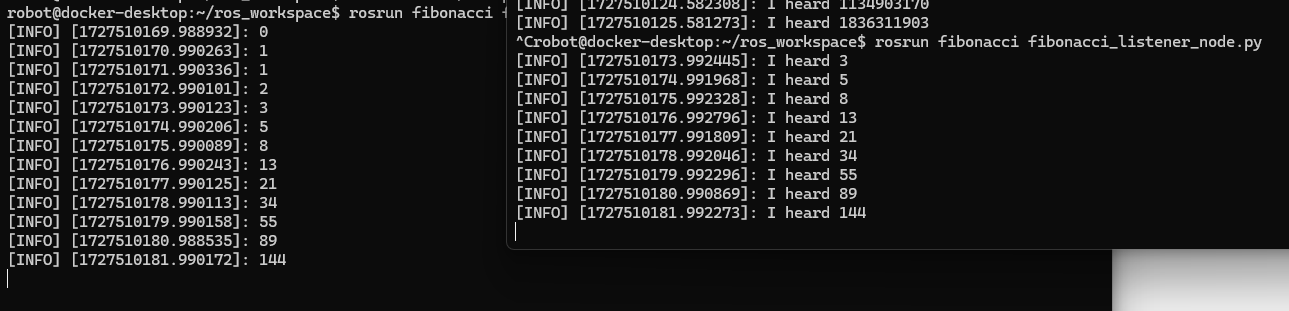 robot@docker-desktop:~/ros_workspace$ rosrun fibonacci
[INFO] [1727510169.988932]: 0
[INFO] [1727510170.990263]: 1
[INFO] [1727510171.990336]: 1
[INFO] [1727510172.990101]: 2
[INFO] [1727510173.990123]: 3
[INFO] [1727510174.990206]: 5
[INFO] [1727510175.990089]: 8
[INFO] [1727510176.990243]: 13
[INFO] [1727510177.990125]: 21
[INFO] [1727510178.990113]: 34
[INFO] [1727510179.990158]: 55
[INFO] [1727510180.988535]: 89
[INFO] [1727510181.990172]: 144
[INFO] [1727510124.582308]: I heard 1134903170
[INFO] [1727510125.581273]: I heard 1836311903
^Crobot@docker-desktop:~/ros_workspace$ rosrun fibonacci fibonacci_listener_node.py
[INFO] [1727510173.992445]: I heard 3
[INFO] [1727510174.991968]: I heard 5
[INFO] [1727510175.992328]: I heard 8
[INFO] [1727510176.992796]: I heard 13
[INFO] [1727510177.991809]: I heard 21
[INFO] [1727510178.992046]: I heard 34
[INFO] [1727510179.992296]: I heard 55
[INFO] [1727510180.990869]: I heard 89
[INFO] [1727510181.992273]: I heard 144